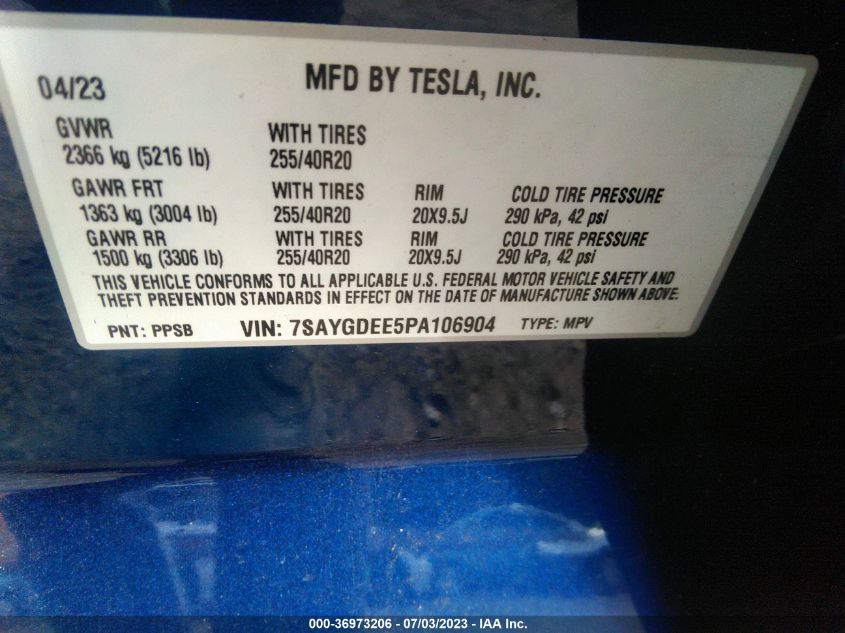 04/23 MFD BY TESLA, INC.
GVWR WITH TIRES
2366 kg (5216 lb) 255/40R20
GAWR FRT WITH TIRES RIM COLD TIRE PRESSURE
1363 kg (3004 lb) 255/40R20 20X9.5J 290 kPa, 42 psi
GAWR RR WITH TIRES RIM COLD TIRE PRESSURE
1500 kg (3306 lb) 255/40R20 20X9.5J 290 kPa, 42 psi
THIS VEHICLE CONFORMS TO ALL APPLICABLE U.S. FEDERAL MOTOR VEHICLE SAFETY AND
THEFT PREVENTION STANDARDS IN EFFECT ON THE DATE OF MANUFACTURE SHOWN ABOVE.
PNT: PPSB VIN: 7SAYGDEE5PA106904 TYPE: MPV
000-36973206 - 07/03/2023 - IAA Inc.